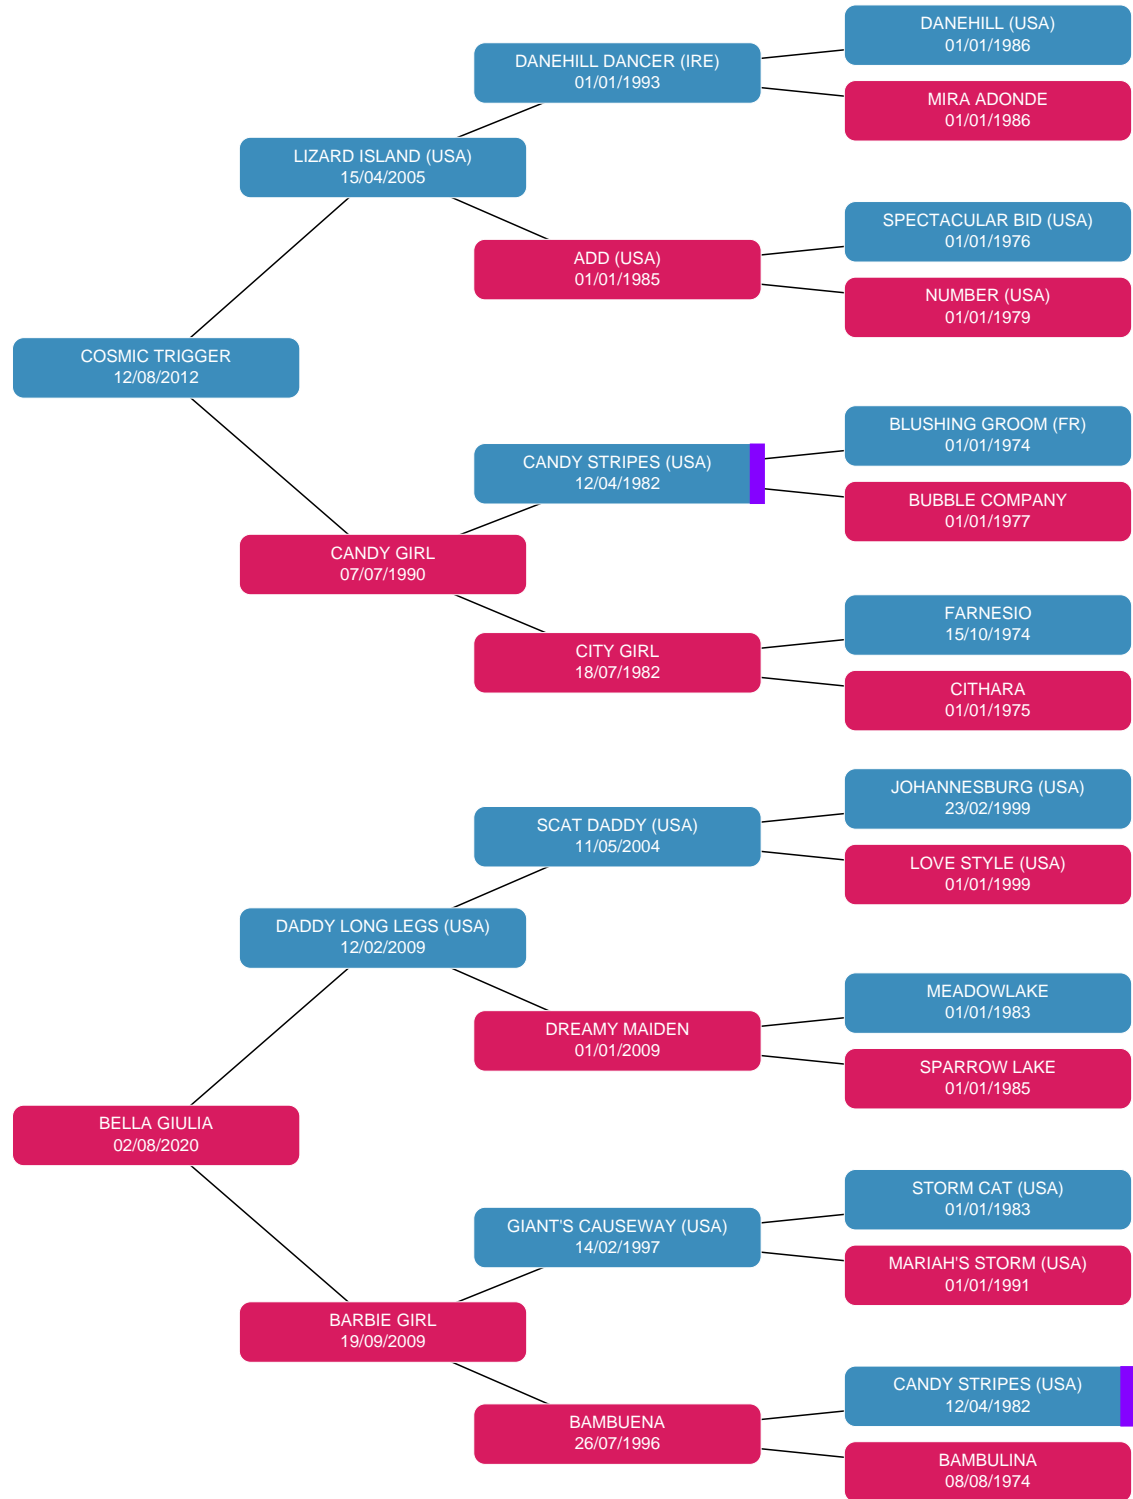 DANEHILL (USA)
01/01/1986
DANEHILL DANCER (IRE)
01/01/1993
MIRA ADONDE
01/01/1986
LIZARD ISLAND (USA)
15/04/2005
SPECTACULAR BID (USA)
01/01/1976
ADD (USA)
01/01/1985
NUMBER (USA)
01/01/1979
COSMIC TRIGGER
12/08/2012
BLUSHING GROOM (FR)
01/01/1974
CANDY STRIPES (USA)
12/04/1982
BUBBLE COMPANY
01/01/1977
CANDY GIRL
07/07/1990
FARNESIO
15/10/1974
CITY GIRL
18/07/1982
CITHARA
01/01/1975
JOHANNESBURG (USA)
23/02/1999
SCAT DADDY (USA)
11/05/2004
LOVE STYLE (USA)
01/01/1999
DADDY LONG LEGS (USA)
12/02/2009
MEADOWLAKE
01/01/1983
DREAMY MAIDEN
01/01/2009
SPARROW LAKE
01/01/1985
BELLA GIULIA
02/08/2020
STORM CAT (USA)
01/01/1983
GIANT'S CAUSEWAY (USA)
14/02/1997
MARIAH'S STORM (USA)
01/01/1991
BARBIE GIRL
19/09/2009
CANDY STRIPES (USA)
12/04/1982
BAMBUENA
26/07/1996
BAMBULINA
08/08/1974